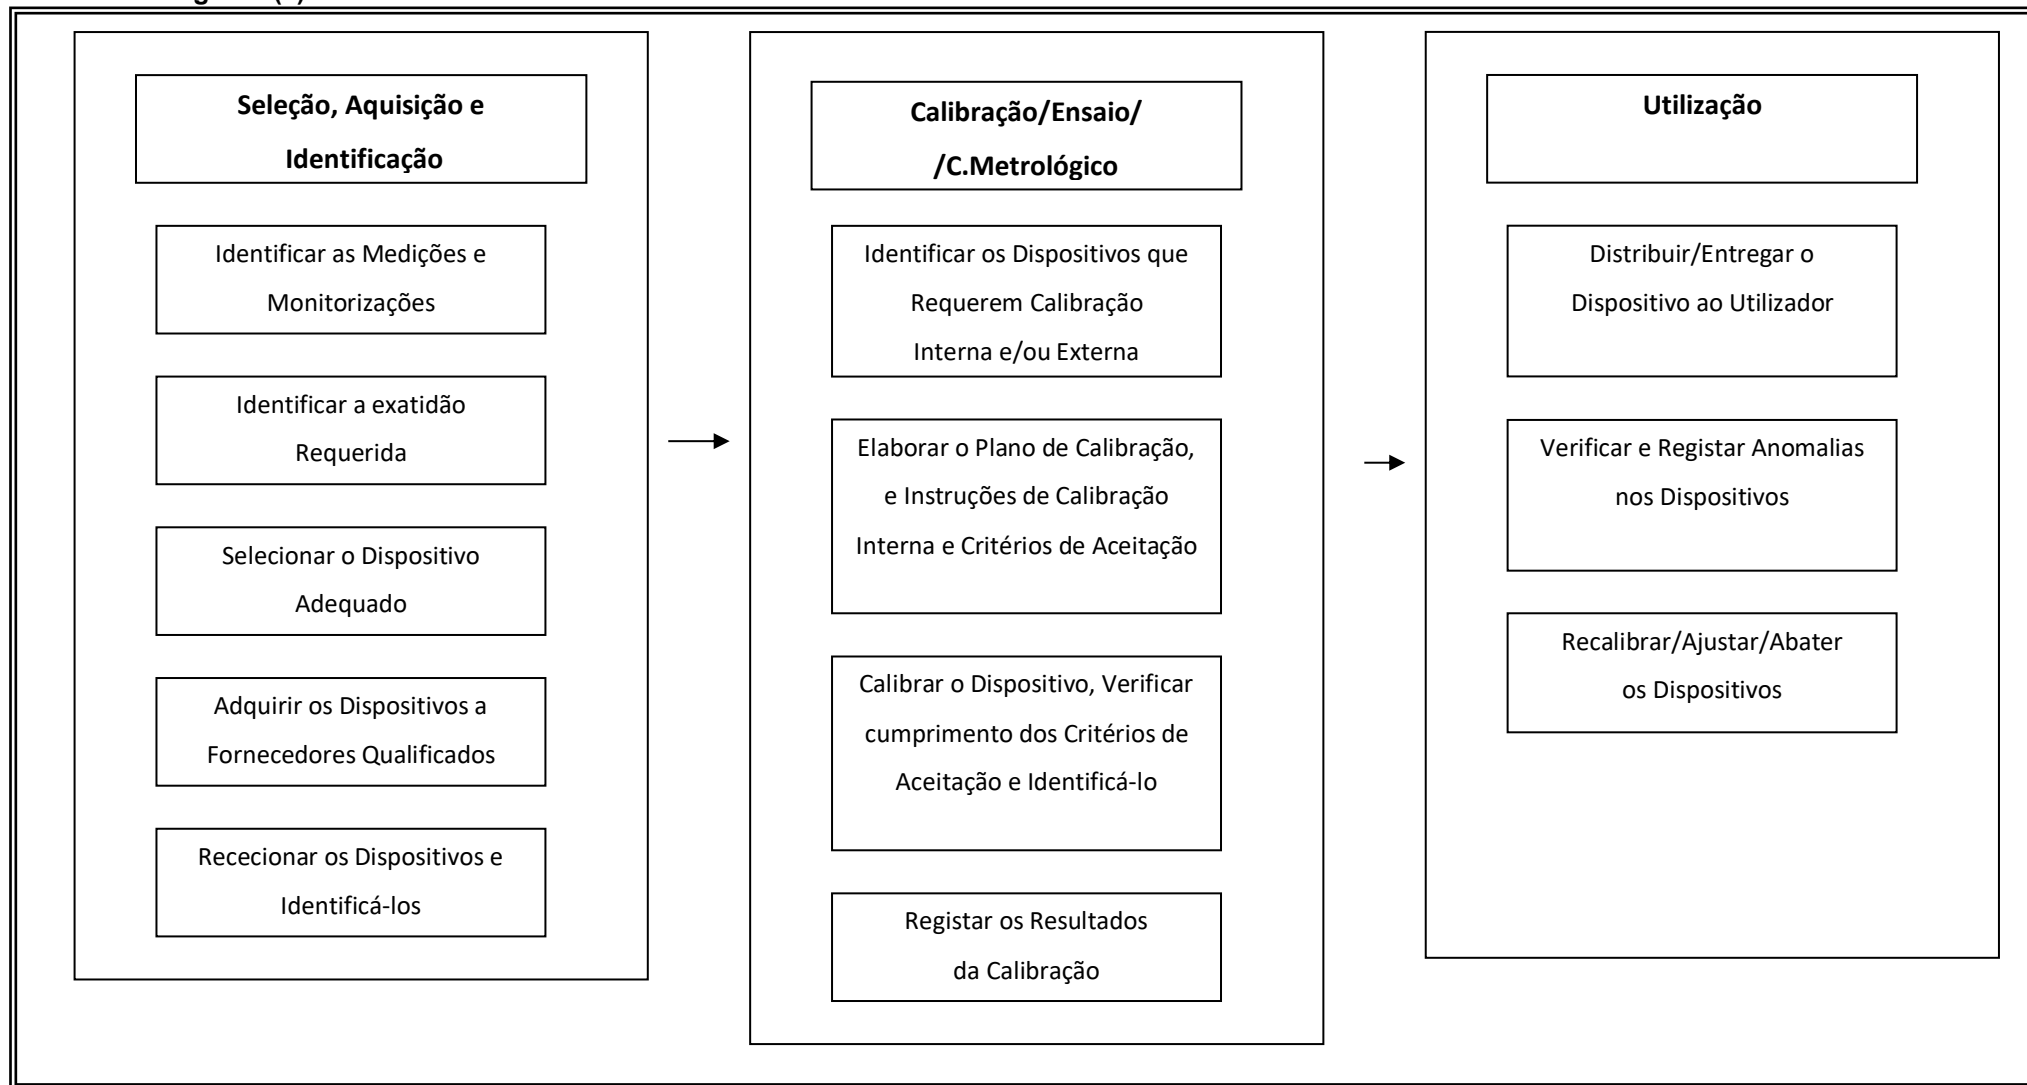 Seleção, Aquisição e
Identificação
Identificar as Medições e
Monitorizações
Identificar a exatidão
Requerida
Selecionar o Dispositivo
Adequado
Adquirir os Dispositivos a
Fornecedores Qualificados
Rececionar os Dispositivos e
Identificá-los
Calibração/Ensaio/
/C.Metrológico
Identificar os Dispositivos que
Requerem Calibração
Interna e/ou Externa
Elaborar o Plano de Calibração,
e Instruções de Calibração
Interna e Critérios de Aceitação
Calibrar o Dispositivo, Verificar
cumprimento dos Critérios de
Aceitação e Identificá-lo
Registar os Resultados
da Calibração
Utilização
Distribuir/Entregar o
Dispositivo ao Utilizador
Verificar e Registar Anomalias
nos Dispositivos
Recalibrar/Ajustar/Abater
os Dispositivos